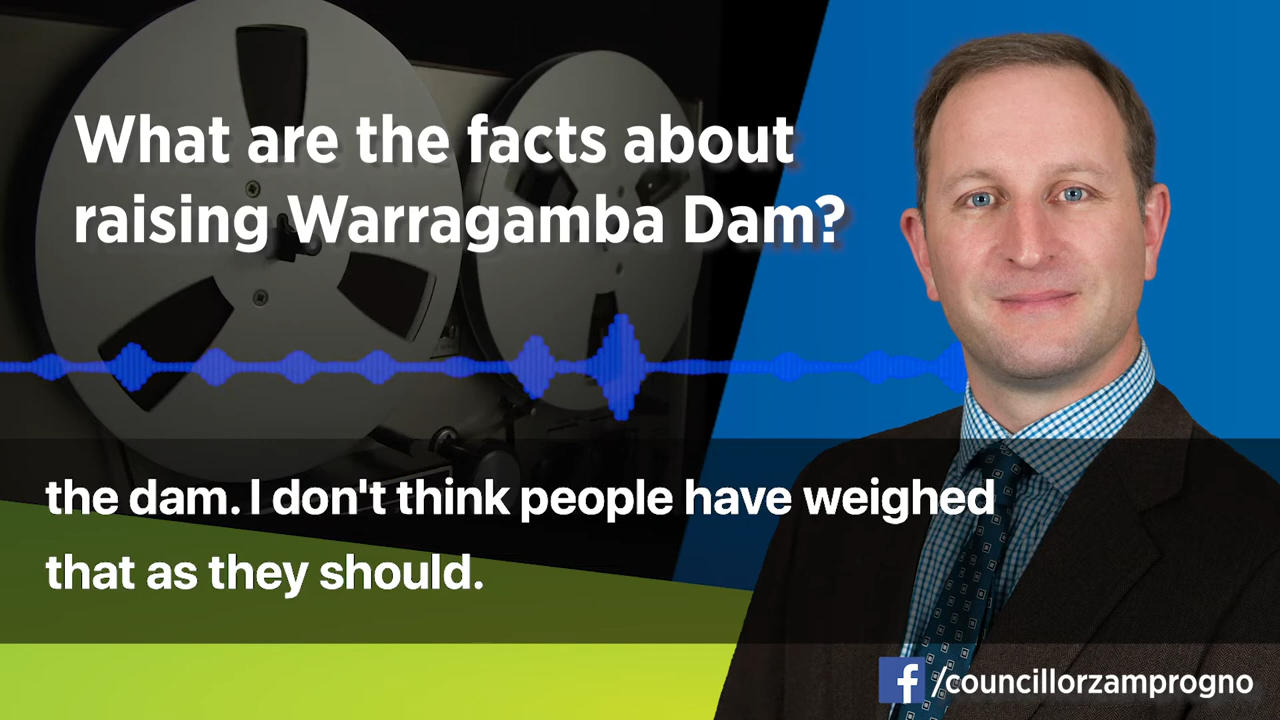 What are the facts about
raising Warragamba Dam?
the dam. I don't think people have weighed
that as they should.
f /councillorzamprogno